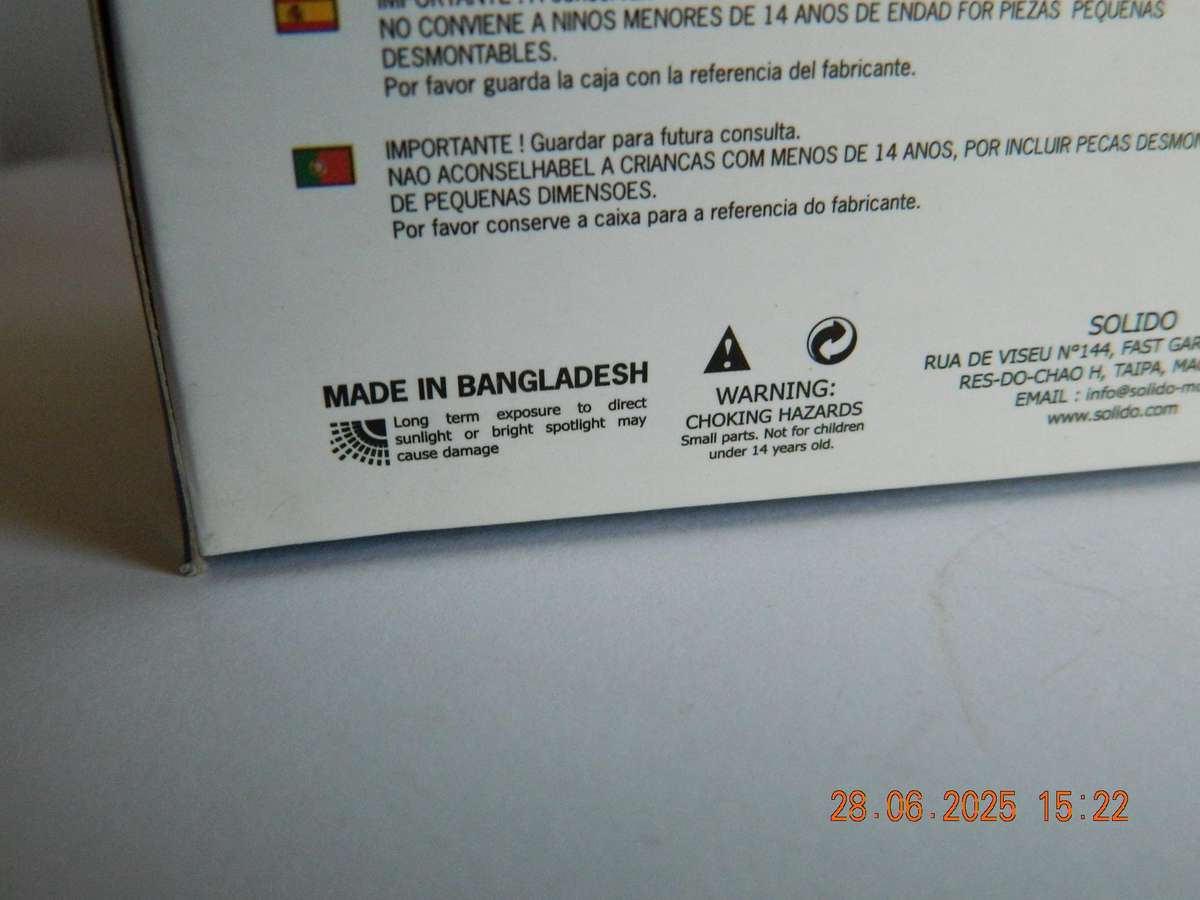 NO CONVIENE A NINOS MENORES DE 14 ANOS DE ENDAD FOR PIEZAS PEQUENAS
DESMONTABLES.
Por favor guarda la caja con la referencia del fabricante.
IMPORTANTE ! Guardar para futura consulta.
NAO ACONSELHABEL A CRIANCAS COM MENOS DE 14 ANOS, POR INCLUIR PECAS DESMON
DE PEQUENAS DIMENSOES.
Por favor conserve a caixa para a referencia do fabricante.
MADE IN BANGLADESH
Long term exposure to direct
sunlight or bright spotlight may
cause damage
WARNING:
CHOKING HAZARDS
Small parts. Not for children
under 14 years old.
SOLIDO
RUA DE VISEU Nº144, FAST GAR
RES-DO-CHAO H, TAIPA, MA
EMAIL : info@solido-m
www.solido.com
28.06.2025 15:22